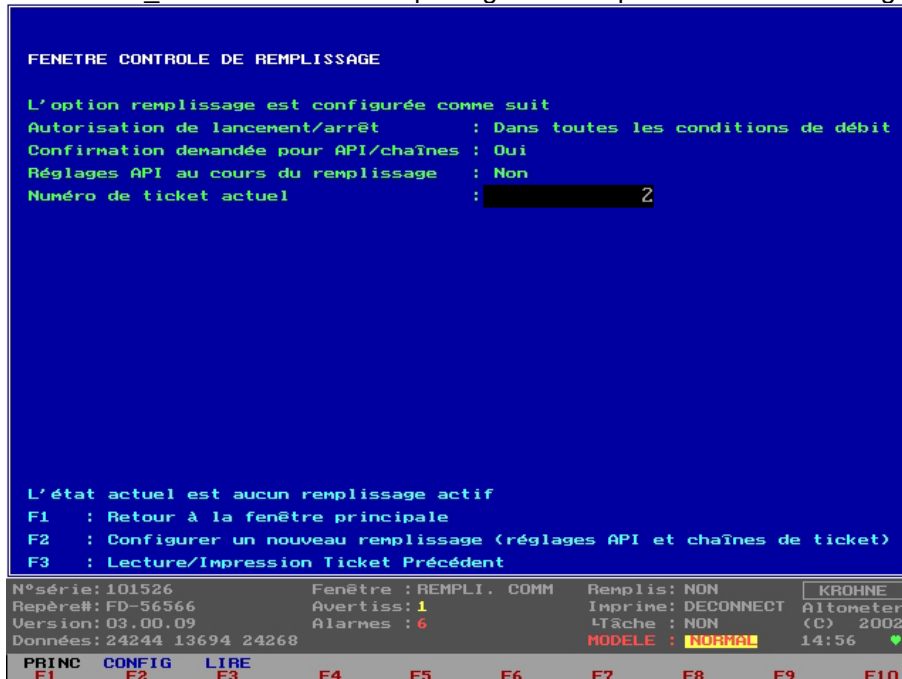 FENETRE CONTROLE DE REMPLISSAGE
L'option remplissage est configurée comme suit
Autorisation de lancement/arrêt : Dans toutes les conditions de débit
Confirmation demandée pour API/chaînes : Oui
Réglages API au cours du remplissage : Non
Numéro de ticket actuel : 2
L'état actuel est aucun remplissage actif
F1 : Retour à la fenêtre principale
F2 : Configurer un nouveau remplissage (réglages API et chaînes de ticket)
F3 : Lecture/Impression Ticket Précédent
N°série: 101526 Fenêtre : REMPLI. COMM Remplis: NON KROHNE
Repère#: FD-56566 Avertiss: 1 Imprime: DECONNECT Altometer
Version: 03.00.09 Alarmes : 6 └Tâche : NON (C) 2002
Données: 24244 13694 24268 MODELE : NORMAL 14:56 ♥
PRINC CONFIG LIRE
F1 F2 F3 F4 F5 F6 F7 F8 F9 F10